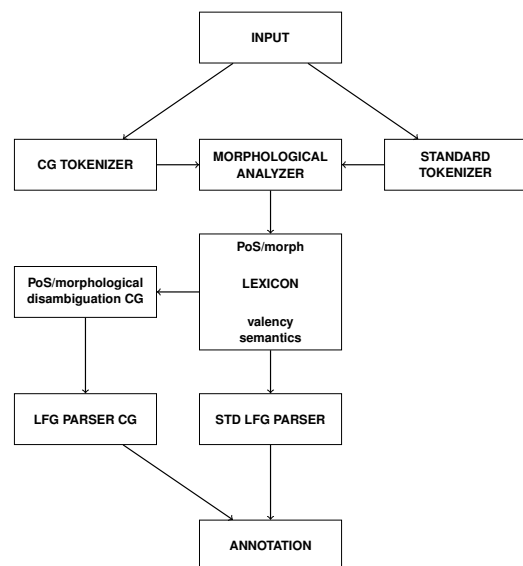 INPUT
CG TOKENIZER
MORPHOLOGICAL
ANALYZER
STANDARD
TOKENIZER
PoS/morph
LEXICON
valency
semantics
PoS/morphological
disambiguation CG
LFG PARSER CG
STD LFG PARSER
ANNOTATION